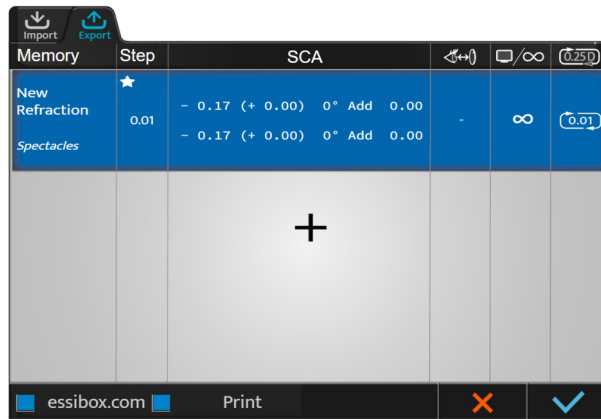 Import Export
Memory Step SCA /∞ 0.25D
New
Refraction
Spectacles
0.01
- 0.17 (+ 0.00) 0° Add 0.00
- 0.17 (+ 0.00) 0° Add 0.00
-
∞
0.01
+
essibox.com Print